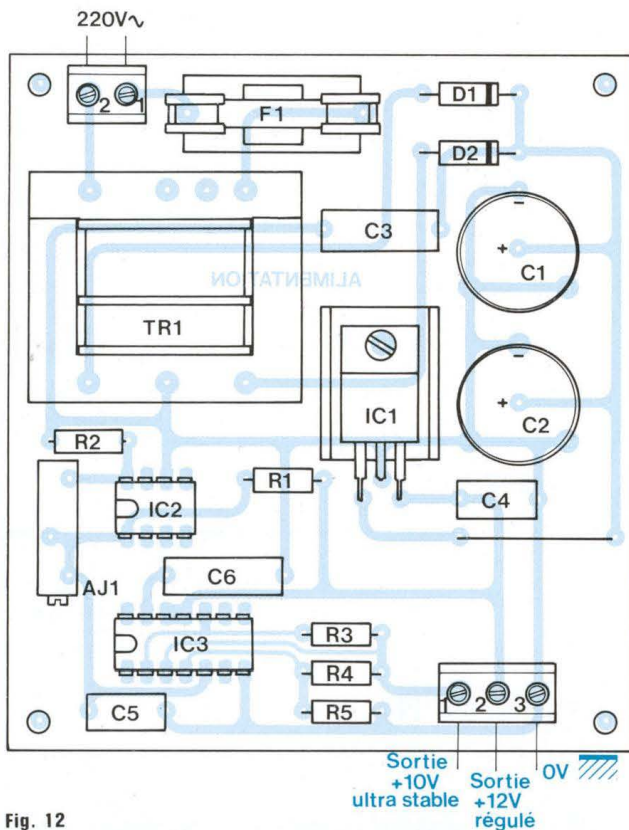 220V∿
2 1
F1
D1
D2
C3
C1
-
+
ALIMENTATION
TR1
IC1
C2
-
+
R2
IC2
R1
C4
AJ1
C6
IC3
R3
R4
R5
C5
1 2 3
Sortie
+10V
ultra stable
Sortie
+12V
régulé
0V
Fig. 12